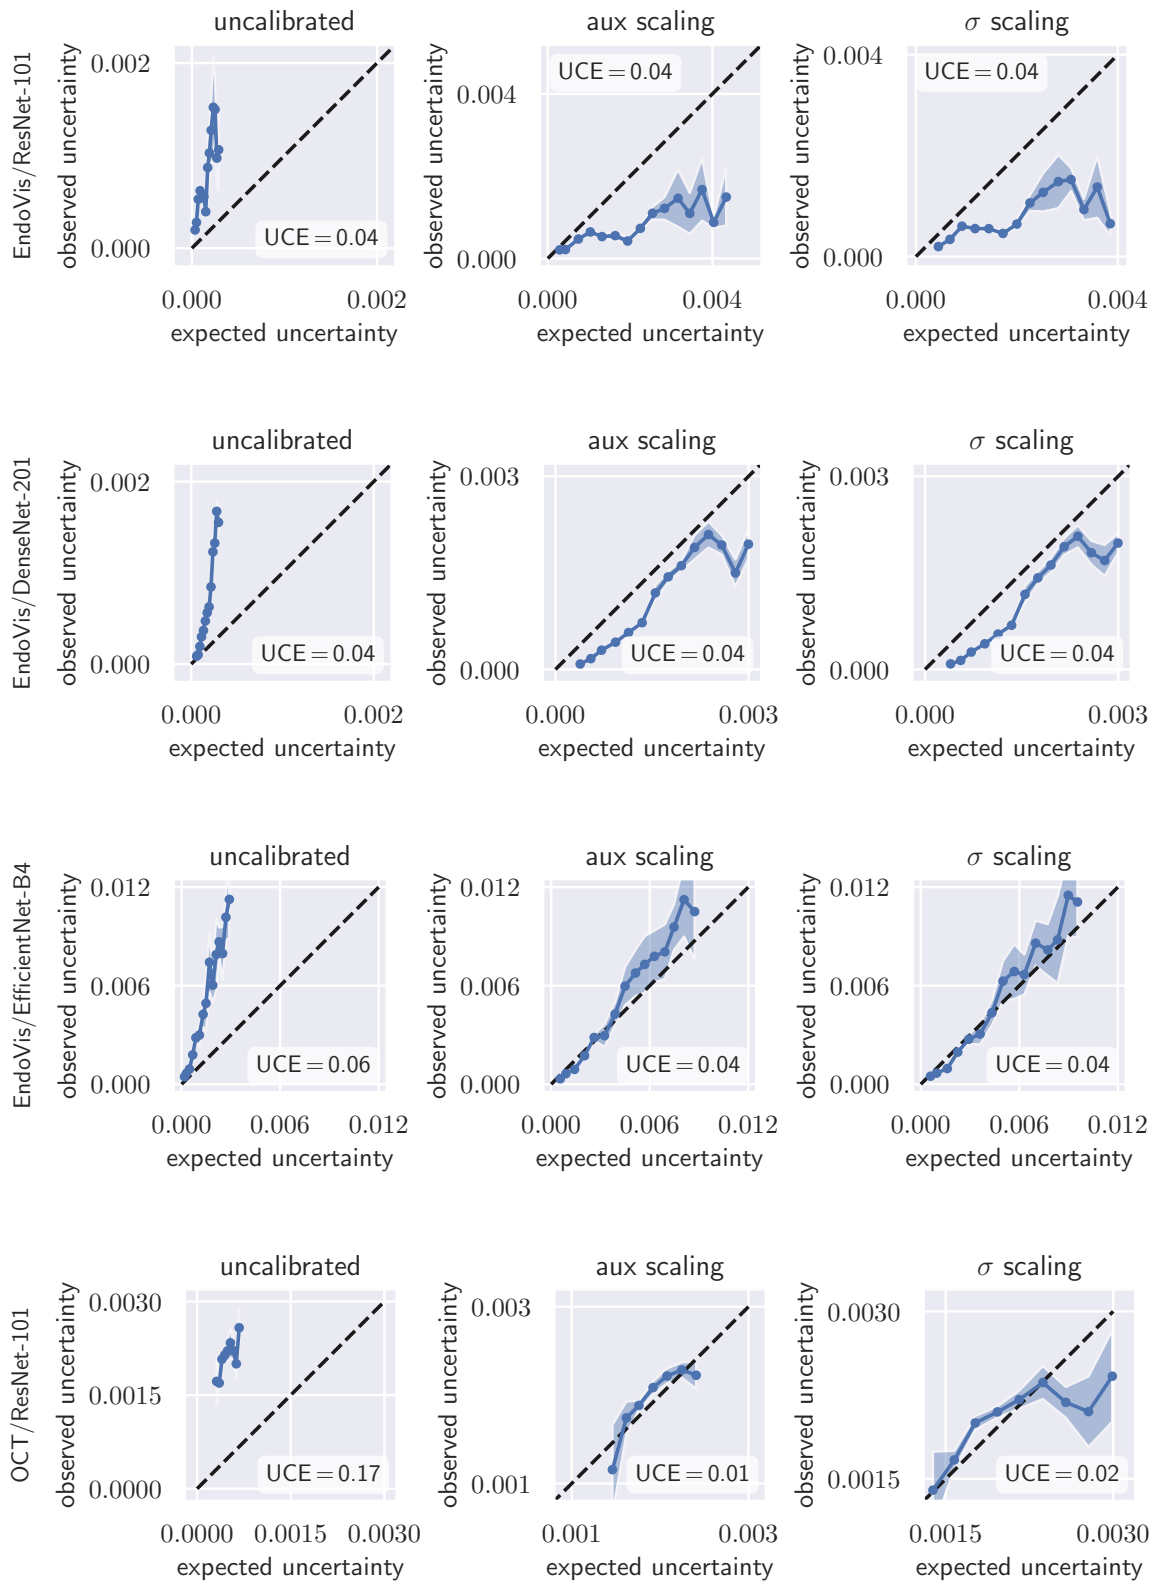 EndoVis/ResNet-101
uncalibrated
observed uncertainty
0.002
0.000
UCE = 0.04
0.000 0.002
expected uncertainty
aux scaling
observed uncertainty
UCE = 0.04
0.004
0.000
0.000 0.004
expected uncertainty
σ scaling
observed uncertainty
0.004
UCE = 0.04
0.000
0.000 0.004
expected uncertainty
EndoVis/DenseNet-201
uncalibrated
observed uncertainty
0.002
0.000
UCE = 0.04
0.000 0.002
expected uncertainty
aux scaling
observed uncertainty
0.003
0.000
UCE = 0.04
0.000 0.003
expected uncertainty
σ scaling
observed uncertainty
0.003
0.000
UCE = 0.04
0.000 0.003
expected uncertainty
EndoVis/EfficientNet-B4
uncalibrated
observed uncertainty
0.012
0.006
0.000
UCE = 0.06
0.000 0.006 0.012
expected uncertainty
aux scaling
observed uncertainty
0.012
0.006
0.000
UCE = 0.04
0.000 0.006 0.012
expected uncertainty
σ scaling
observed uncertainty
0.012
0.006
0.000
UCE = 0.04
0.000 0.006 0.012
expected uncertainty
OCT/ResNet-101
uncalibrated
observed uncertainty
0.0030
0.0015
0.0000
UCE = 0.17
0.0000 0.0015 0.0030
expected uncertainty
aux scaling
observed uncertainty
0.003
0.001
UCE = 0.01
0.001 0.003
expected uncertainty
σ scaling
observed uncertainty
0.0030
0.0015
UCE = 0.02
0.0015 0.0030
expected uncertainty